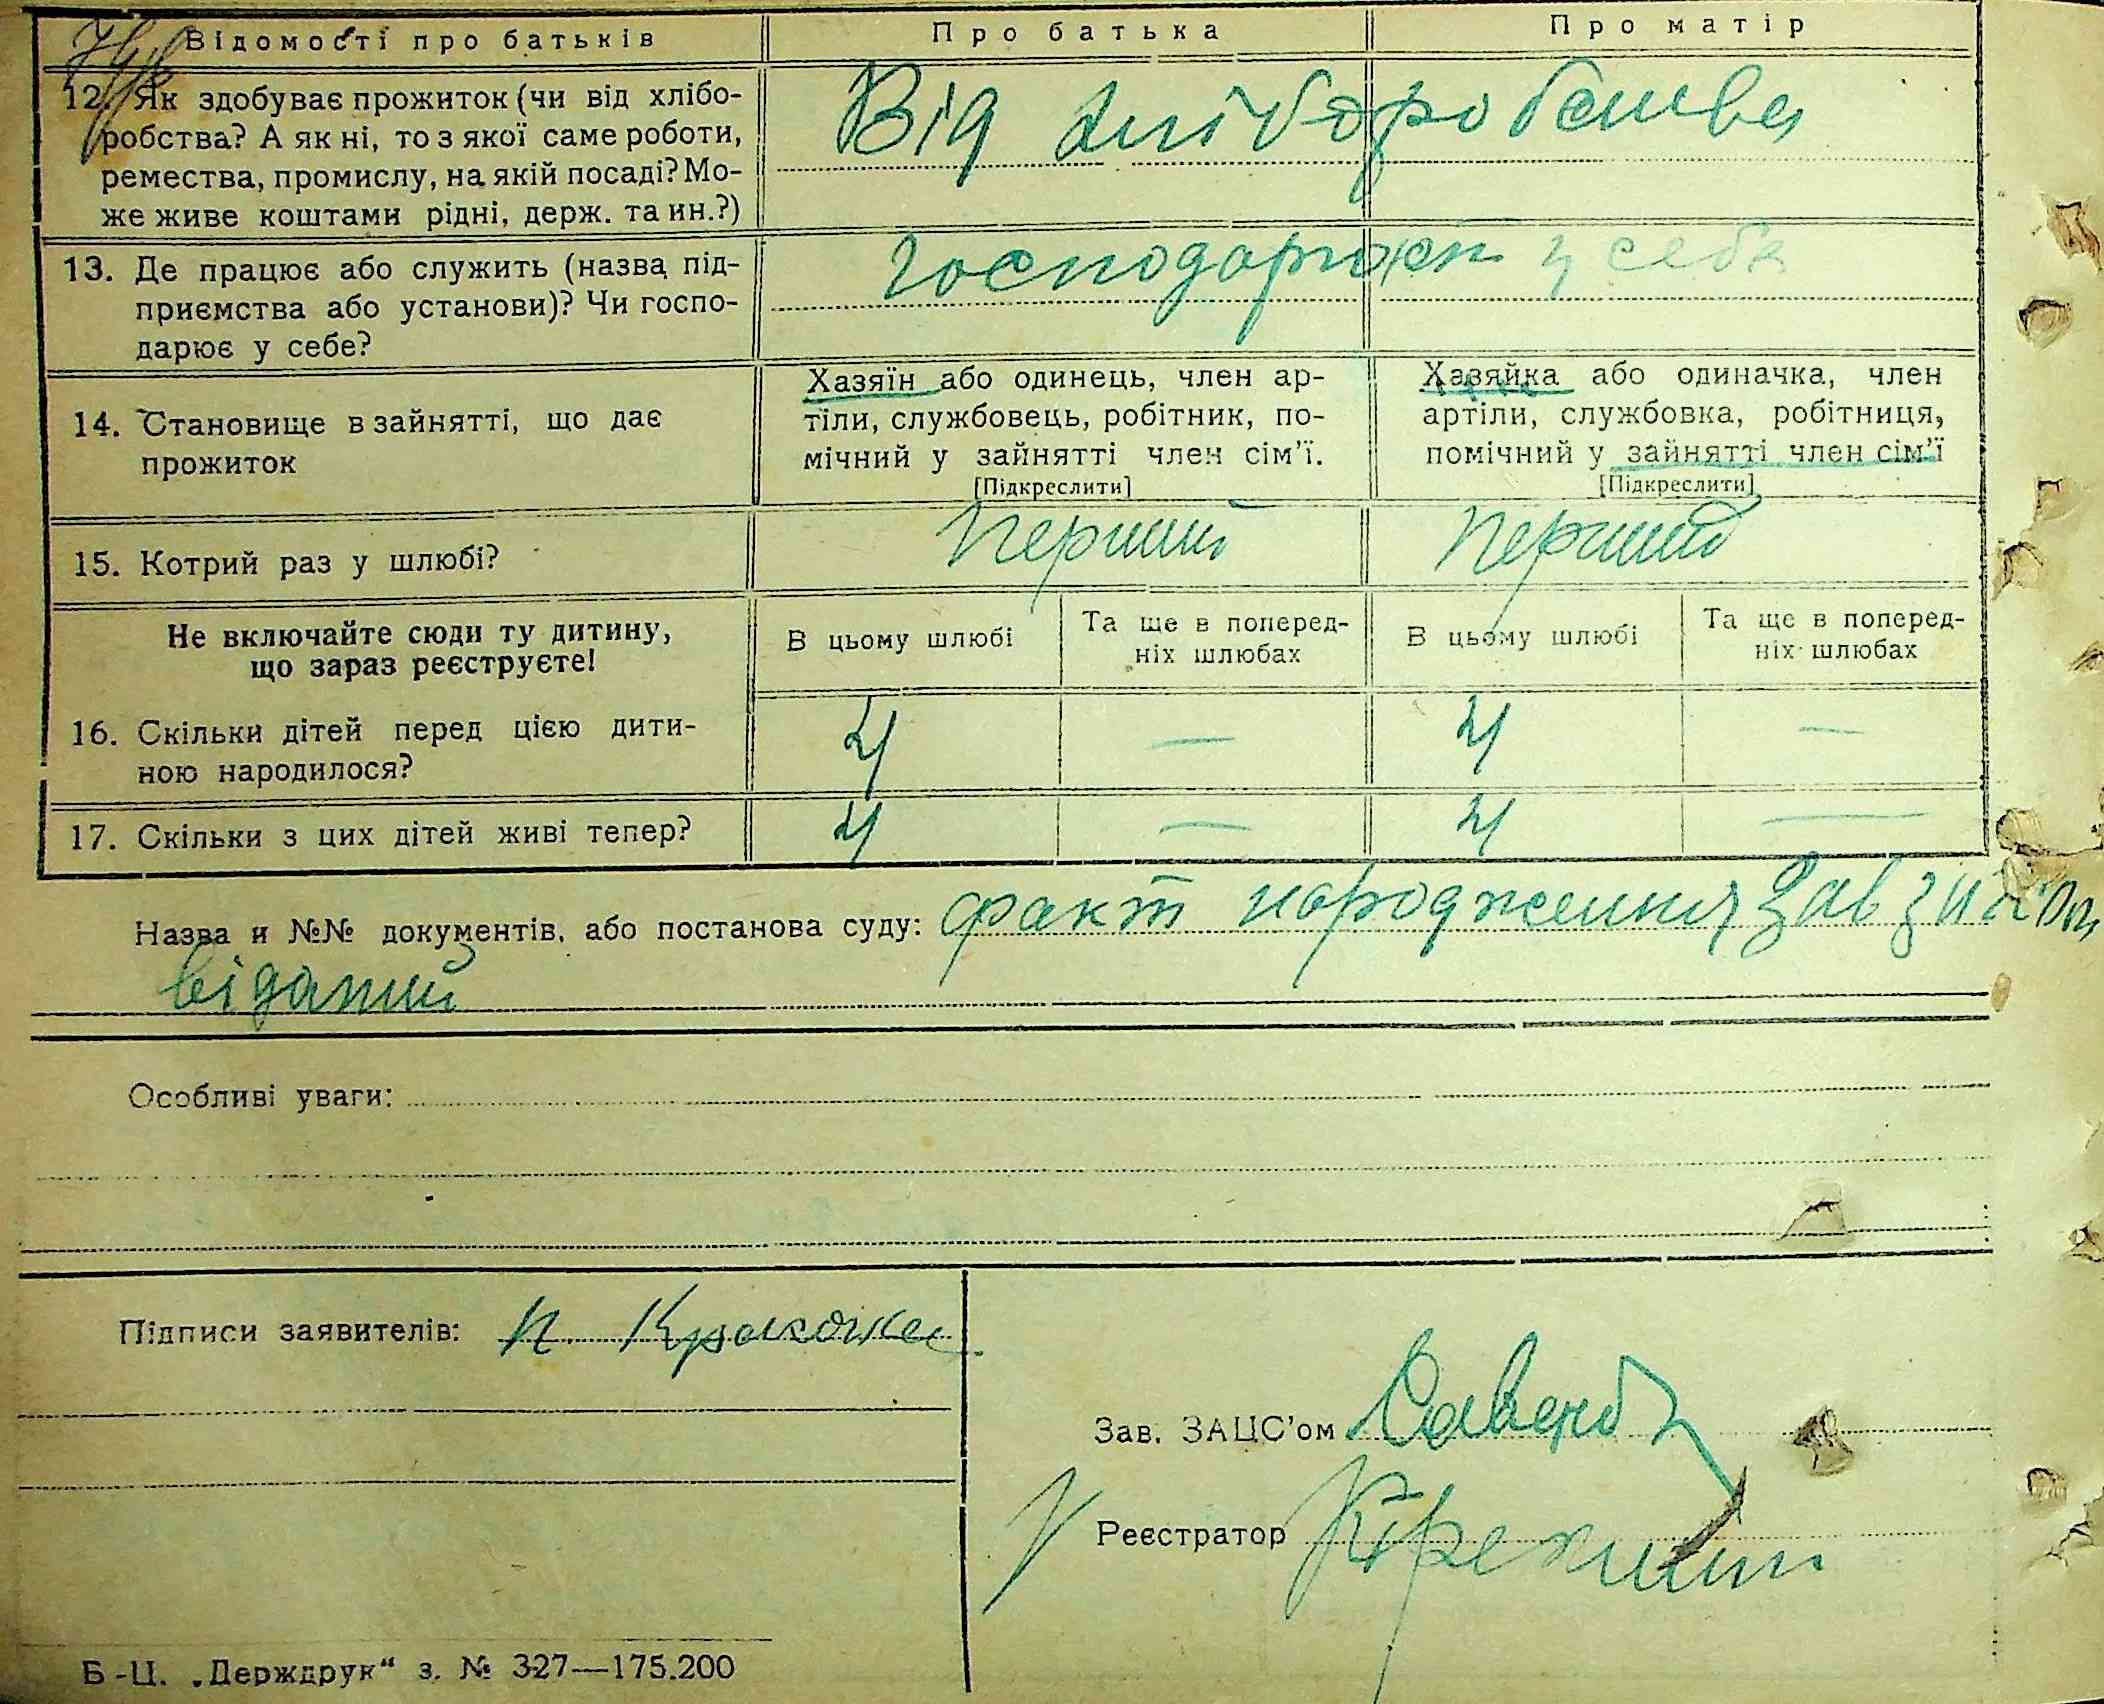 Відомості про батьків Про батька Про матір
12. Як здобуває прожиток (чи від хлібо-
робства? А як ні, то з якої саме роботи,
ремества, промислу, на якій посаді? Мо-
же живе коштами рідні, держ. та ин.?)
Від хліборобства
13. Де працює або служить (назва під-
приємства або установи)? Чи госпо-
дарює у себе?
у себе
14. Становище в зайнятті, що дає
прожиток
Хазяїн або одинець, член ар-
тіли, службовець, робітник, по-
мічний у зайнятті член сім'ї.
[Підкреслити]
Хазяйка або одиначка, член
артіли, службовка, робітниця,
помічний у зайнятті член сім'ї
[Підкреслити]
15. Котрий раз у шлюбі? Перший Перший
Не включайте сюди ту дитину,
що зараз реєструєте!
В цьому шлюбі
Та ще в поперед-
ніх шлюбах
В цьому шлюбі
Та ще в поперед-
ніх шлюбах
16. Скільки дітей перед цією дити-
ною народилося?
4 — 4 —
17. Скільки з цих дітей живі тепер? 4 — 4 —
Назва и №№ документів, або постанова суду: факт народження Зав
Особливі уваги:
Підписи заявителів:
Зав. ЗАЦС'ом
Реєстратор
Б-Ц. „Держдрук“ з. № 327—175.200